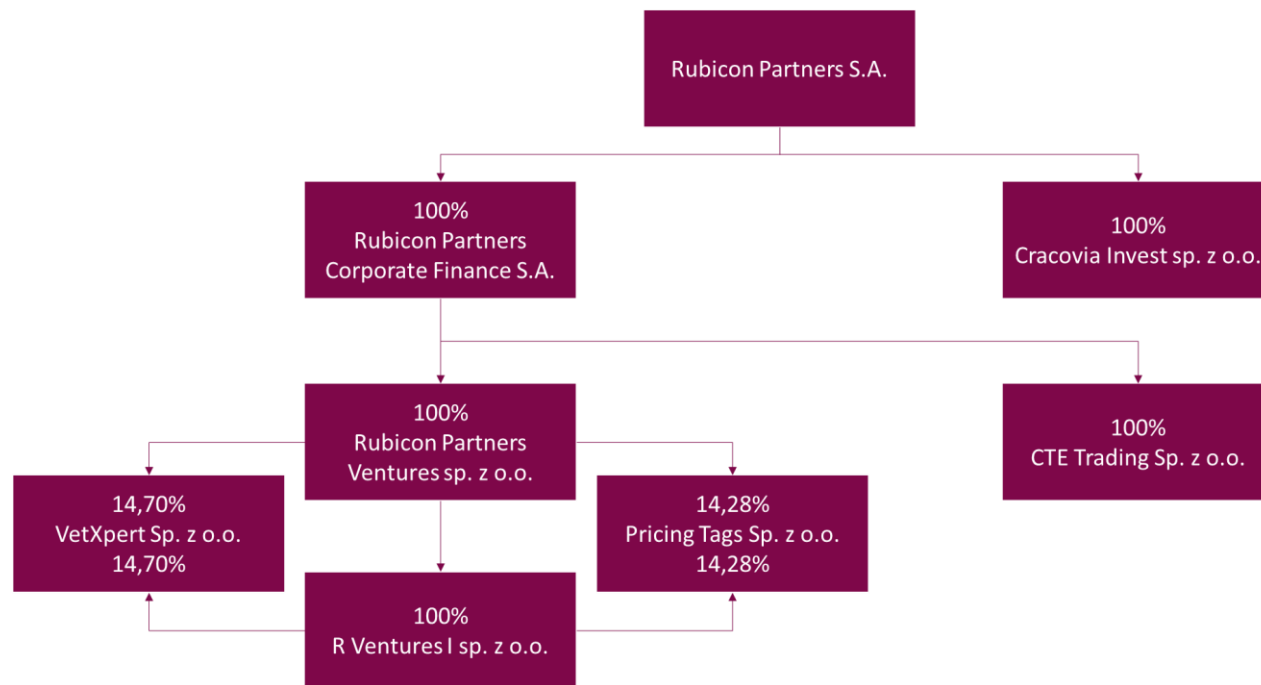 Rubicon Partners S.A.
100%
Rubicon Partners
Corporate Finance S.A.
100%
Cracovia Invest sp. z o.o.
100%
Rubicon Partners
Ventures sp. z o.o.
100%
CTE Trading Sp. z o.o.
14,70%
VetXpert Sp. z o.o.
14,70%
14,28%
Pricing Tags Sp. z o.o.
14,28%
100%
R Ventures I sp. z o.o.